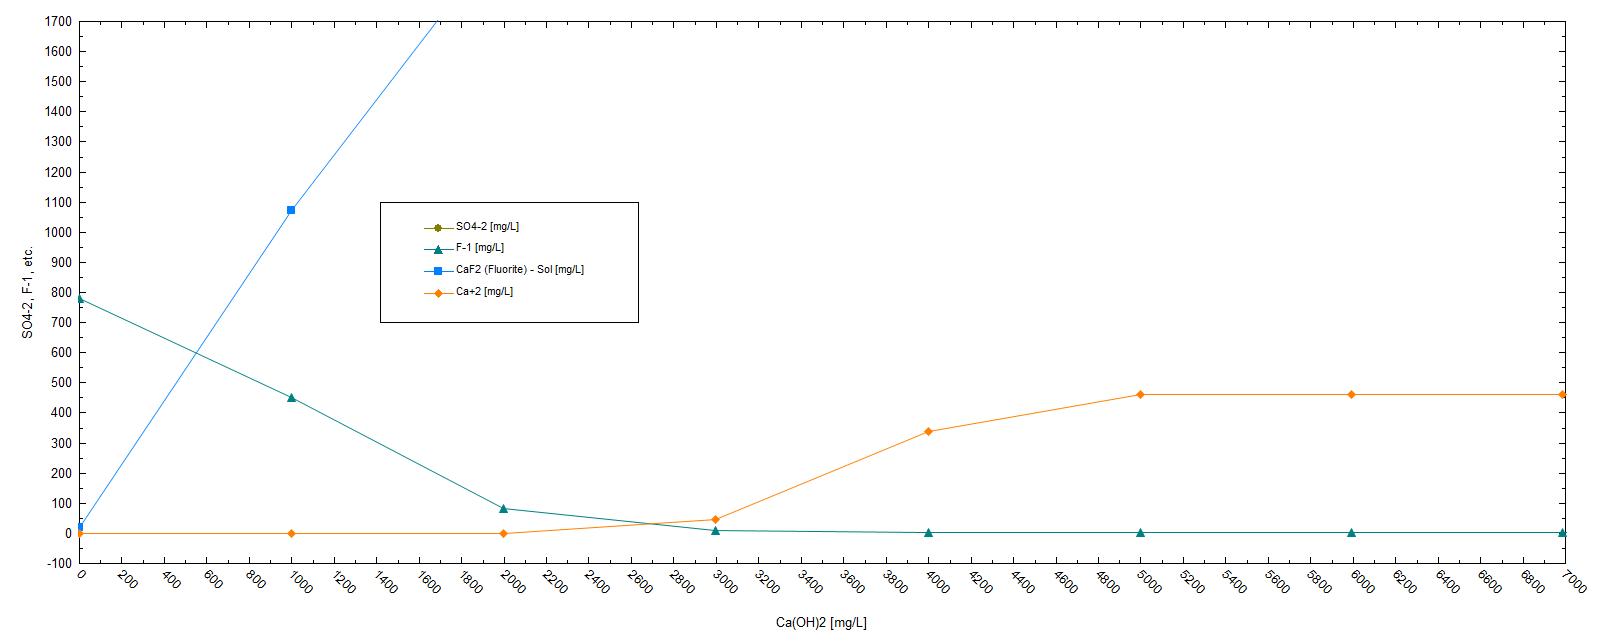 1700
1600
1500
1400
1300
1200
1100
1000
900
800
700
600
500
400
300
200
100
0
-100
SO4-2, F-1, etc.
SO4-2 [mg/L]
F-1 [mg/L]
CaF2 (Fluorite) - Sol [mg/L]
Ca+2 [mg/L]
0 200 400 600 800 1000 1200 1400 1600 1800 2000 2200 2400 2600 2800 3000 3200 3400 3600 3800 4000 4200 4400 4600 4800 5000 5200 5400 5600 5800 6000 6200 6400 6600 6800 7000
Ca(OH)2 [mg/L]